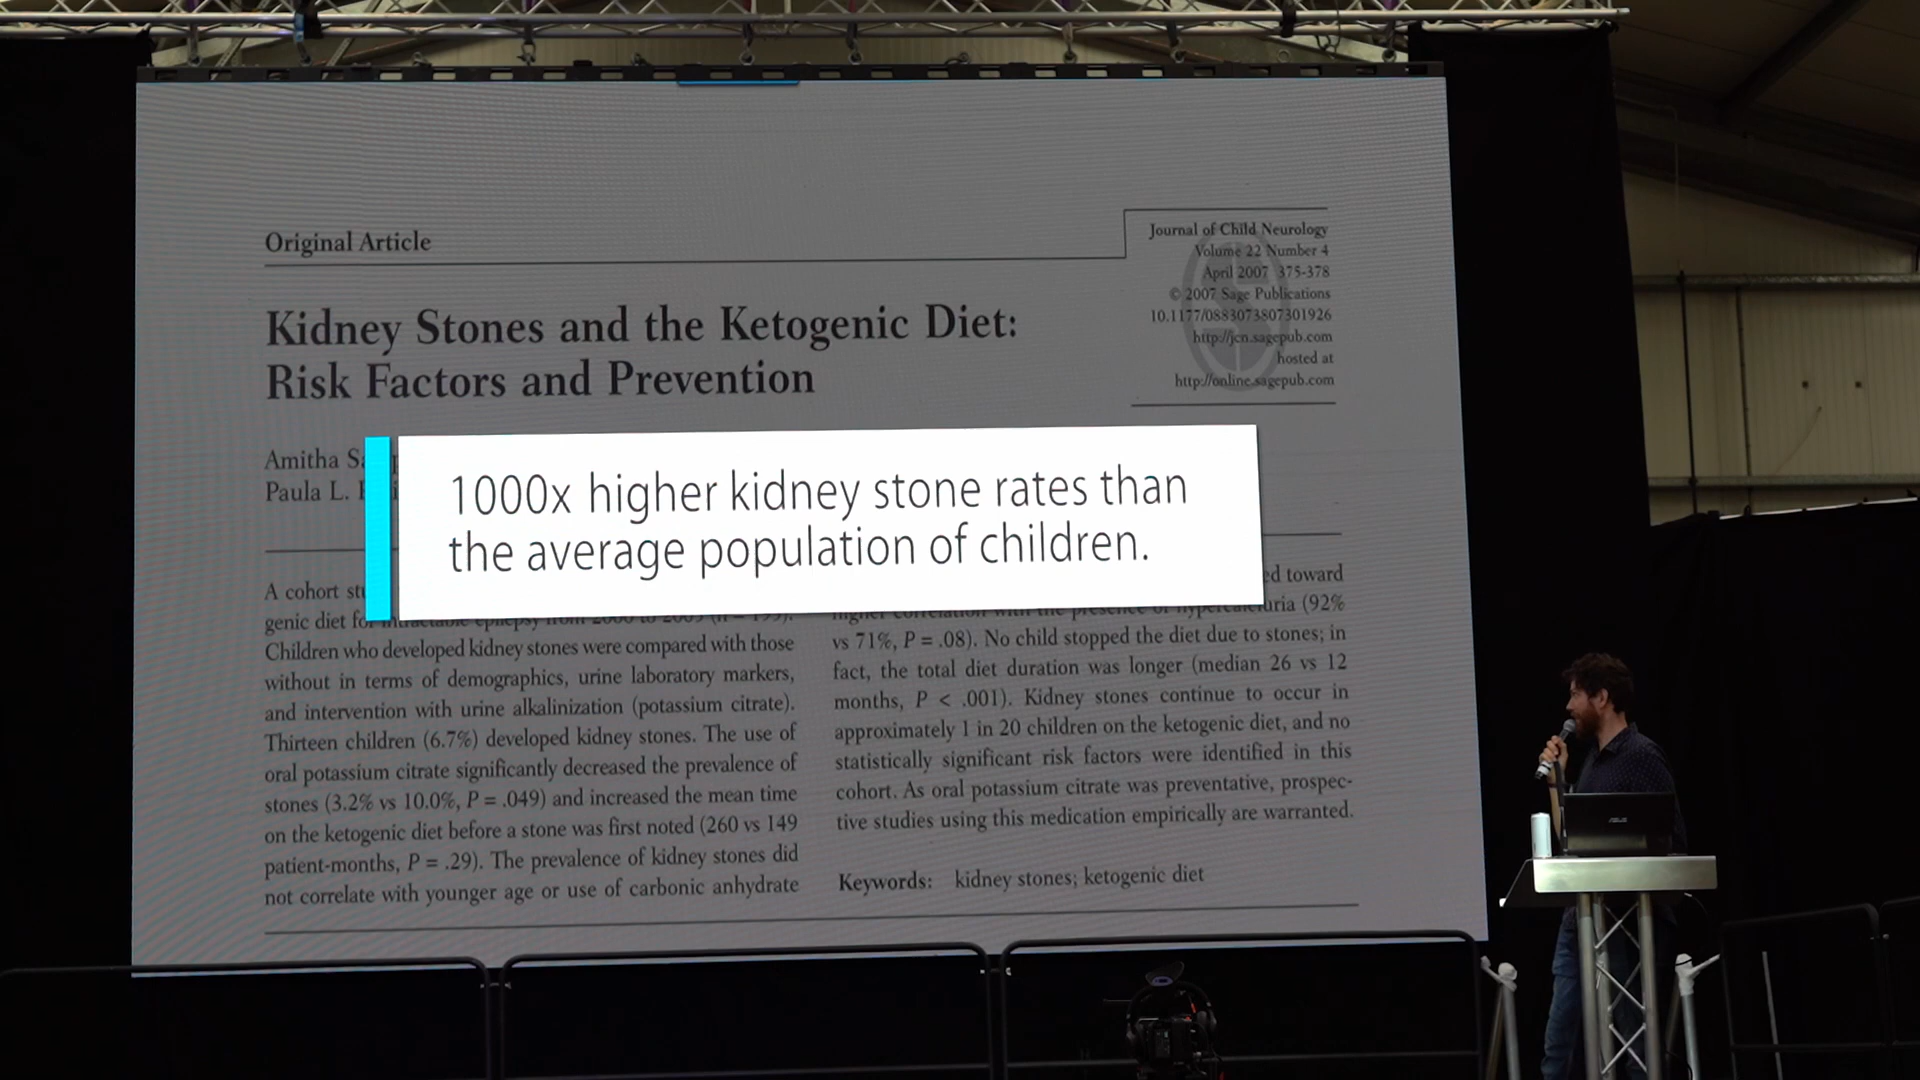 Original Article
Journal of Child Neurology
Volume 22 Number 4
April 2007 375-378
© 2007 Sage Publications
10.1177/0883073807301926
http://jcn.sagepub.com
hosted at
http://online.sagepub.com
Kidney Stones and the Ketogenic Diet:
Risk Factors and Prevention
Amitha
Paula L.
1000x higher kidney stone rates than
the average population of children.
A cohort
genic diet
Children who developed kidney stones were compared with those
without in terms of demographics, urine laboratory markers,
and intervention with urine alkalinization (potassium citrate).
Thirteen children (6.7%) developed kidney stones. The use of
oral potassium citrate significantly decreased the prevalence of
stones (3.2% vs 10.0%, P = .049) and increased the mean time
on the ketogenic diet before a stone was first noted (260 vs 149
patient-months, P = .29). The prevalence of kidney stones did
not correlate with younger age or use of carbonic anhydrate
toward
(92%
vs 71%, P = .08). No child stopped the diet due to stones; in
fact, the total diet duration was longer (median 26 vs 12
months, P < .001). Kidney stones continue to occur in
approximately 1 in 20 children on the ketogenic diet, and no
statistically significant risk factors were identified in this
cohort. As oral potassium citrate was preventative, prospec-
tive studies using this medication empirically are warranted.
Keywords: kidney stones; ketogenic diet